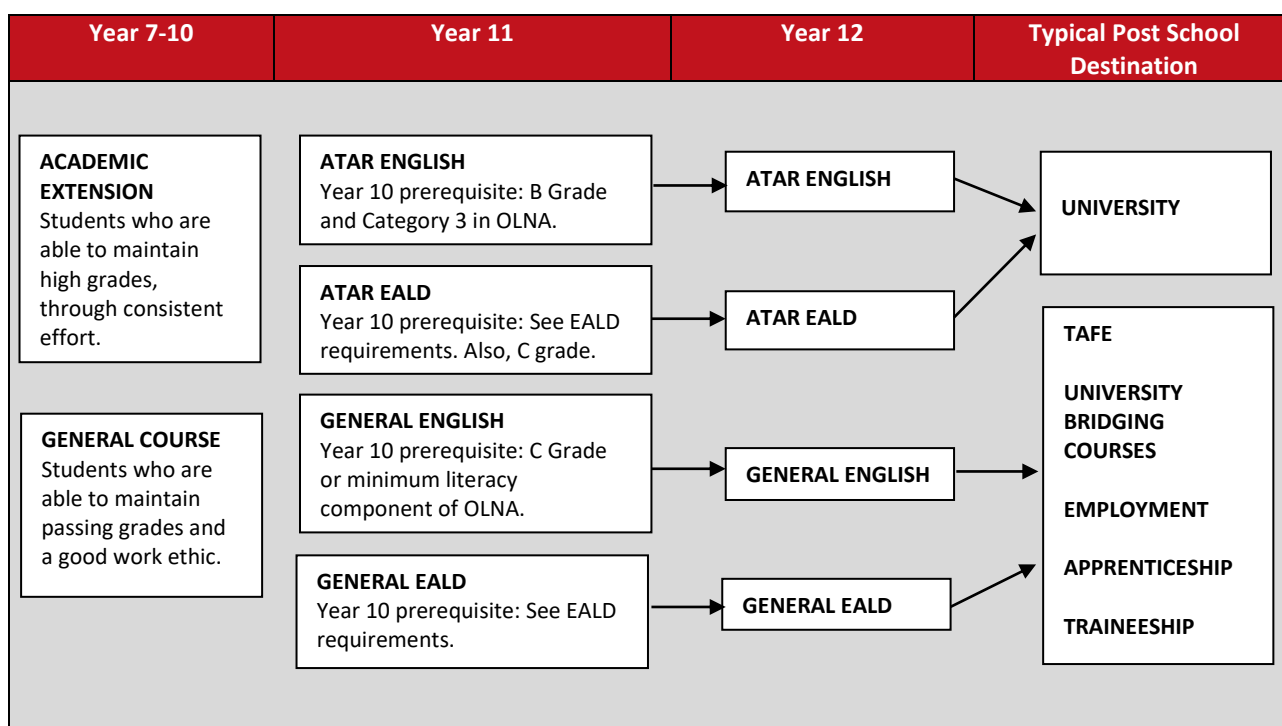 Year 7-10
Year 11
Year 12
Typical Post School
Destination
ACADEMIC
EXTENSION
Students who are
able to maintain
high grades,
through consistent
effort.
GENERAL COURSE
Students who are
able to maintain
passing grades and
a good work ethic.
ATAR ENGLISH
Year 10 prerequisite: B Grade
and Category 3 in OLNA.
ATAR EALD
Year 10 prerequisite: See EALD
requirements. Also, C grade.
GENERAL ENGLISH
Year 10 prerequisite: C Grade
or minimum literacy
component of OLNA.
GENERAL EALD
Year 10 prerequisite: See EALD
requirements.
ATAR ENGLISH
ATAR EALD
GENERAL ENGLISH
GENERAL EALD
UNIVERSITY
TAFE
UNIVERSITY
BRIDGING
COURSES
EMPLOYMENT
APPRENTICESHIP
TRAINEESHIP